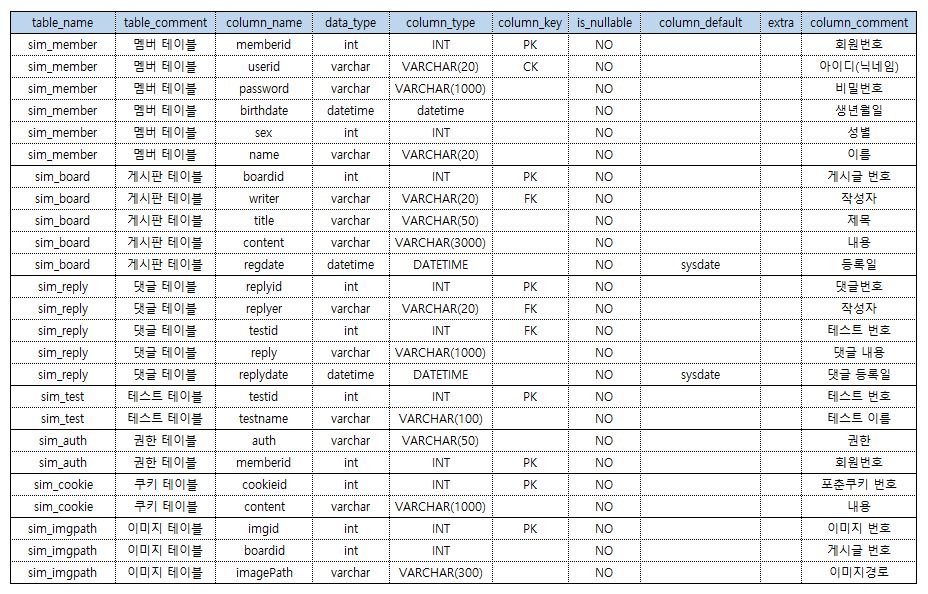 table_name table_comment column_name data_type column_type column_key is_nullable column_default extra column_comment
sim_member 멤버 테이블 memberid int INT PK NO 회원번호
sim_member 멤버 테이블 userid varchar VARCHAR(20) CK NO 아이디(닉네임)
sim_member 멤버 테이블 password varchar VARCHAR(1000) NO 비밀번호
sim_member 멤버 테이블 birthdate datetime datetime NO 생년월일
sim_member 멤버 테이블 sex int INT NO 성별
sim_member 멤버 테이블 name varchar VARCHAR(20) NO 이름
sim_board 게시판 테이블 boardid int INT PK NO 게시글 번호
sim_board 게시판 테이블 writer varchar VARCHAR(20) FK NO 작성자
sim_board 게시판 테이블 title varchar VARCHAR(50) NO 제목
sim_board 게시판 테이블 content varchar VARCHAR(3000) NO 내용
sim_board 게시판 테이블 regdate datetime DATETIME NO sysdate 등록일
sim_reply 댓글 테이블 replyid int INT PK NO 댓글번호
sim_reply 댓글 테이블 replyer varchar VARCHAR(20) FK NO 작성자
sim_reply 댓글 테이블 testid int INT FK NO 테스트 번호
sim_reply 댓글 테이블 reply varchar VARCHAR(1000) NO 댓글 내용
sim_reply 댓글 테이블 replydate datetime DATETIME NO sysdate 댓글 등록일
sim_test 테스트 테이블 testid int INT PK NO 테스트 번호
sim_test 테스트 테이블 testname varchar VARCHAR(100) NO 테스트 이름
sim_auth 권한 테이블 auth varchar VARCHAR(50) NO 권한
sim_auth 권한 테이블 memberid int INT PK NO 회원번호
sim_cookie 쿠키 테이블 cookieid int INT PK NO 포춘쿠키 번호
sim_cookie 쿠키 테이블 content varchar VARCHAR(1000) NO 내용
sim_imgpath 이미지 테이블 imgid int INT PK NO 이미지 번호
sim_imgpath 이미지 테이블 boardid int INT NO 게시글 번호
sim_imgpath 이미지 테이블 imagePath varchar VARCHAR(300) NO 이미지경로